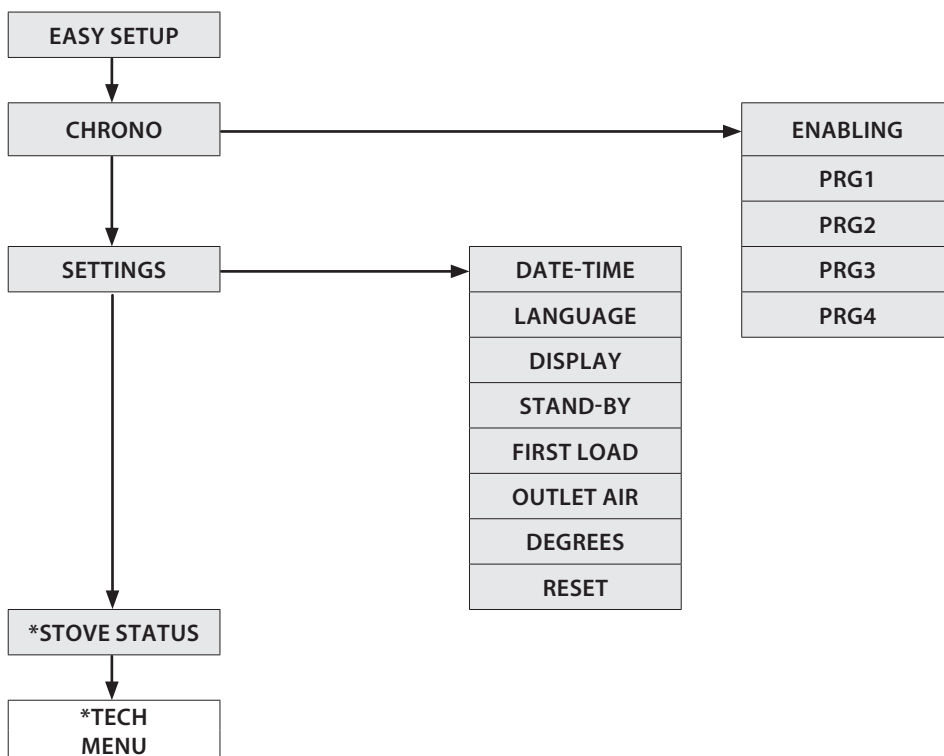 EASY SETUP
CHRONO
ENABLING
PRG1
PRG2
PRG3
PRG4
SETTINGS
DATE-TIME
LANGUAGE
DISPLAY
STAND-BY
FIRST LOAD
OUTLET AIR
DEGREES
RESET
*STOVE STATUS
*TECH
MENU